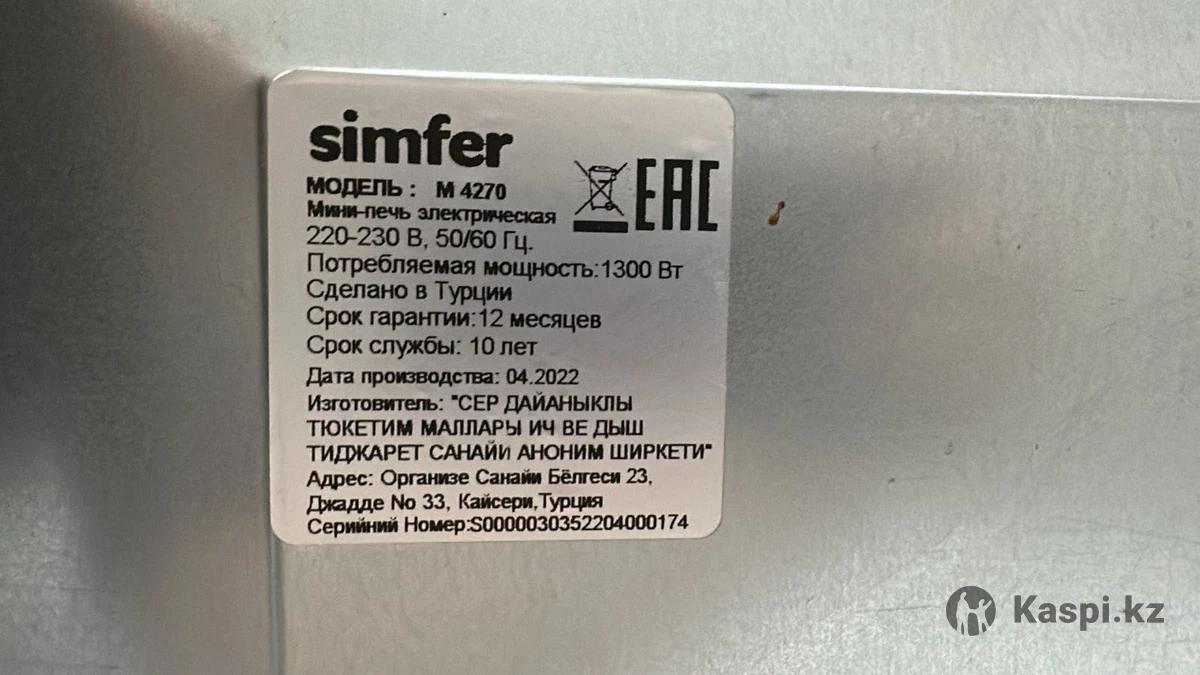 simfer
МОДЕЛЬ : М 4270
EAC
Мини-печь электрическая
220-230 В, 50/60 Гц.
Потребляемая мощность:1300 Вт
Сделано в Турции
Срок гарантии:12 месяцев
Срок службы: 10 лет
Дата производства: 04.2022
Изготовитель: "СЕР ДАЙАНЫКЛЫ
ТЮКЕТИМ МАЛЛАРЫ ИЧ ВЕ ДЫШ
ТИДЖАРЕТ САНАЙИ АНОНИМ ШИРКЕТИ"
Адрес: Организе Санайи Бёлгеси 23,
Джадде No 33, Кайсери,Турция
Серийний Номер:S0000030352204000174
Kaspi.kz